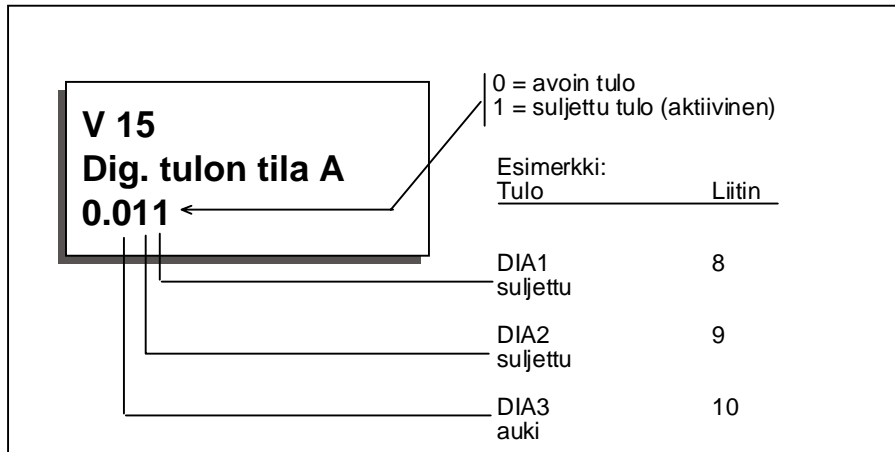 0 = avoin tulo
1 = suljettu tulo (aktiivinen)
V 15
Dig. tulon tila A
0.011
Esimerkki:
Tulo Liitin
DIA1 8
suljettu
DIA2 9
suljettu
DIA3 10
auki